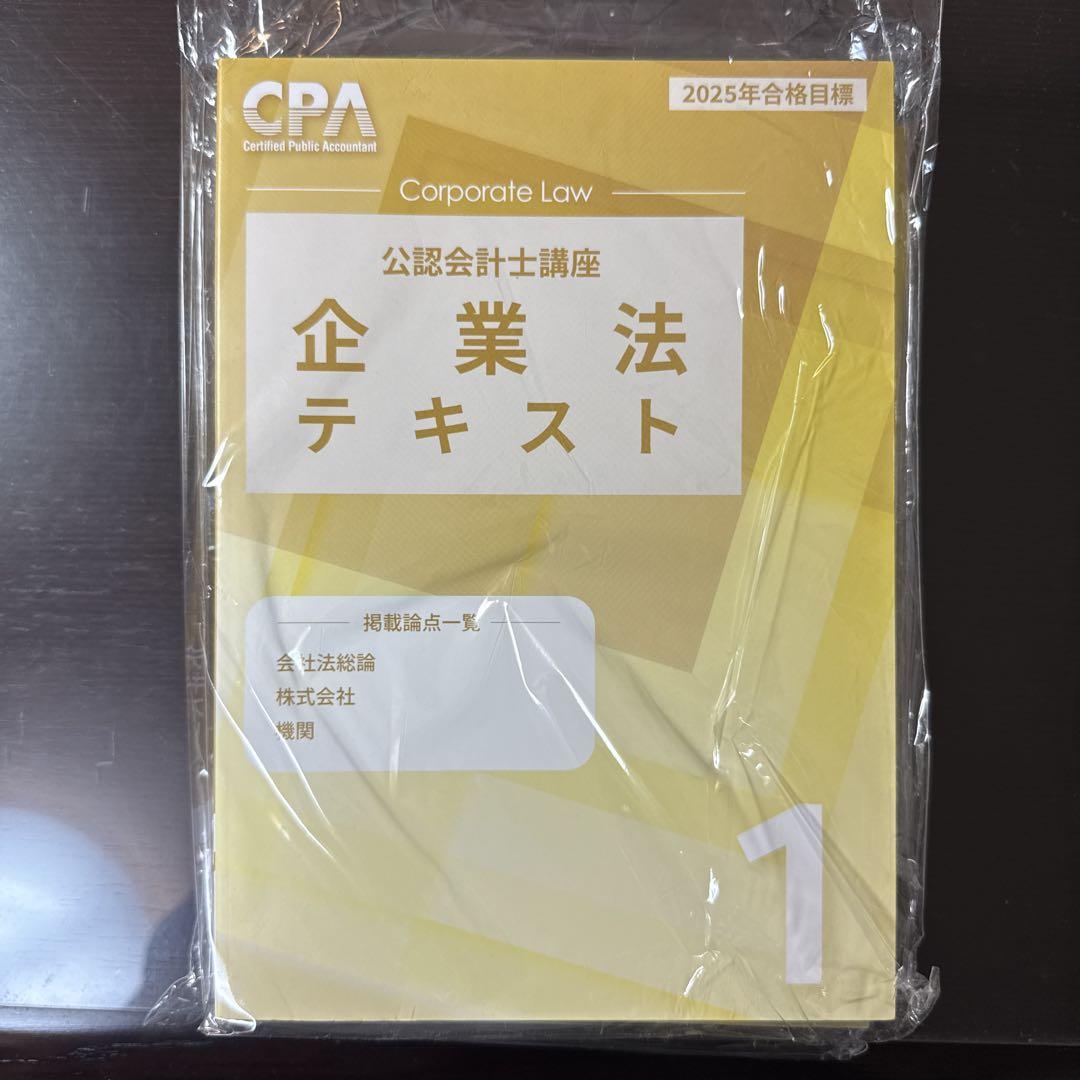 CPA
Certified Public Accountant
2025年合格目標
Corporate Law
公認会計士講座
企業法
テキスト
掲載論点一覧
会社法総論
株式会社
機関
1